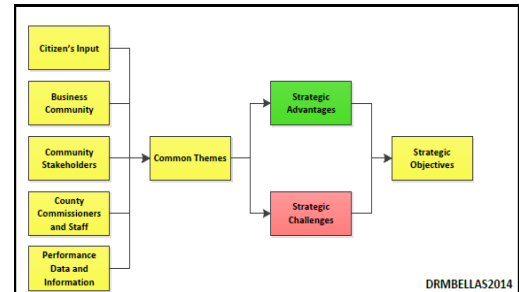 Citizen's Input
Business
Community
Community
Stakeholders
County
Commissioners
and Staff
Performance
Data and
Information
Common Themes
Strategic
Advantages
Strategic
Challenges
Strategic
Objectives
DRMBELLAS2014